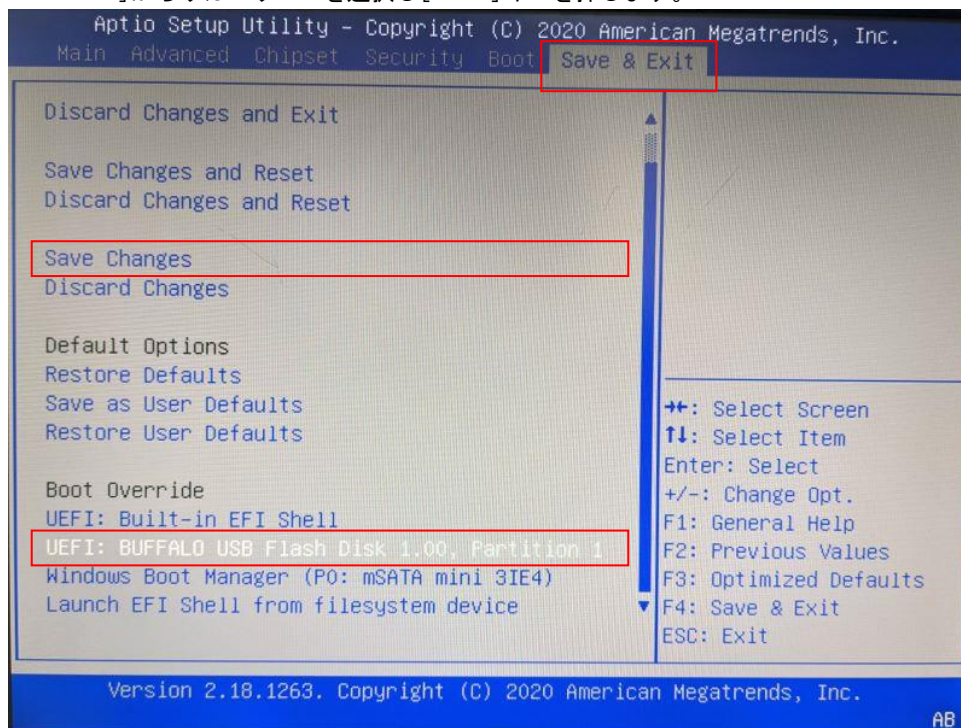 Aptio Setup Utility – Copyright (C) 2020 American Megatrends, Inc.
Main Advanced Chipset Security Boot Save & Exit
Discard Changes and Exit
Save Changes and Reset
Discard Changes and Reset
Save Changes
Discard Changes
Default Options
Restore Defaults
Save as User Defaults
Restore User Defaults
Boot Override
UEFI: Built-in EFI Shell
UEFI: BUFFALO USB Flash Disk 1.00, Partition 1
Windows Boot Manager (P0: mSATA mini 3IE4)
Launch EFI Shell from filesystem device
→←: Select Screen
↑↓: Select Item
Enter: Select
+/-: Change Opt.
F1: General Help
F2: Previous Values
F3: Optimized Defaults
F4: Save & Exit
ESC: Exit
Version 2.18.1263. Copyright (C) 2020 American Megatrends, Inc.
AB